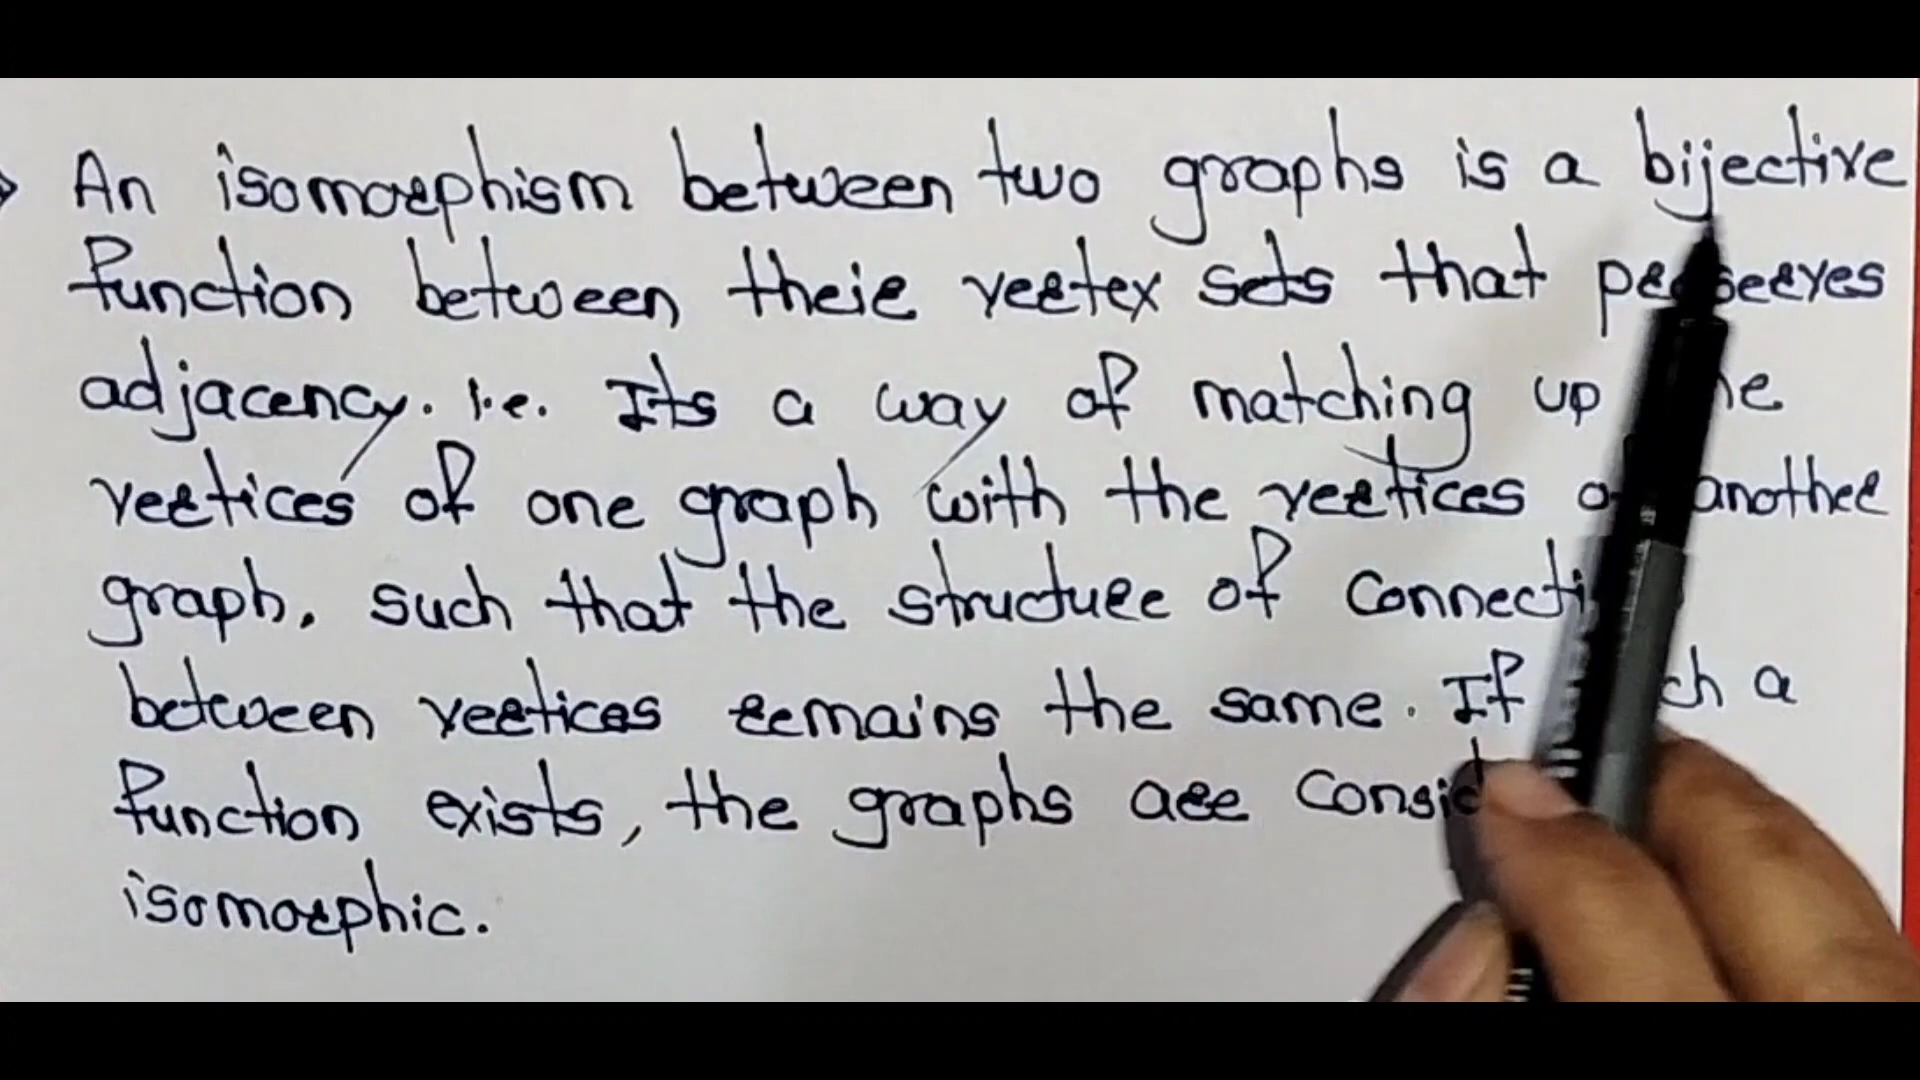 An isomorphism between two graphs is a bijective
function between their vertex sets that preserves
adjacency. i.e. Its a way of matching up
vertices of one graph with the vertices of another
graph, such that the structure of
between vertices remains the same. If a
function exists, the graphs are
isomorphic.